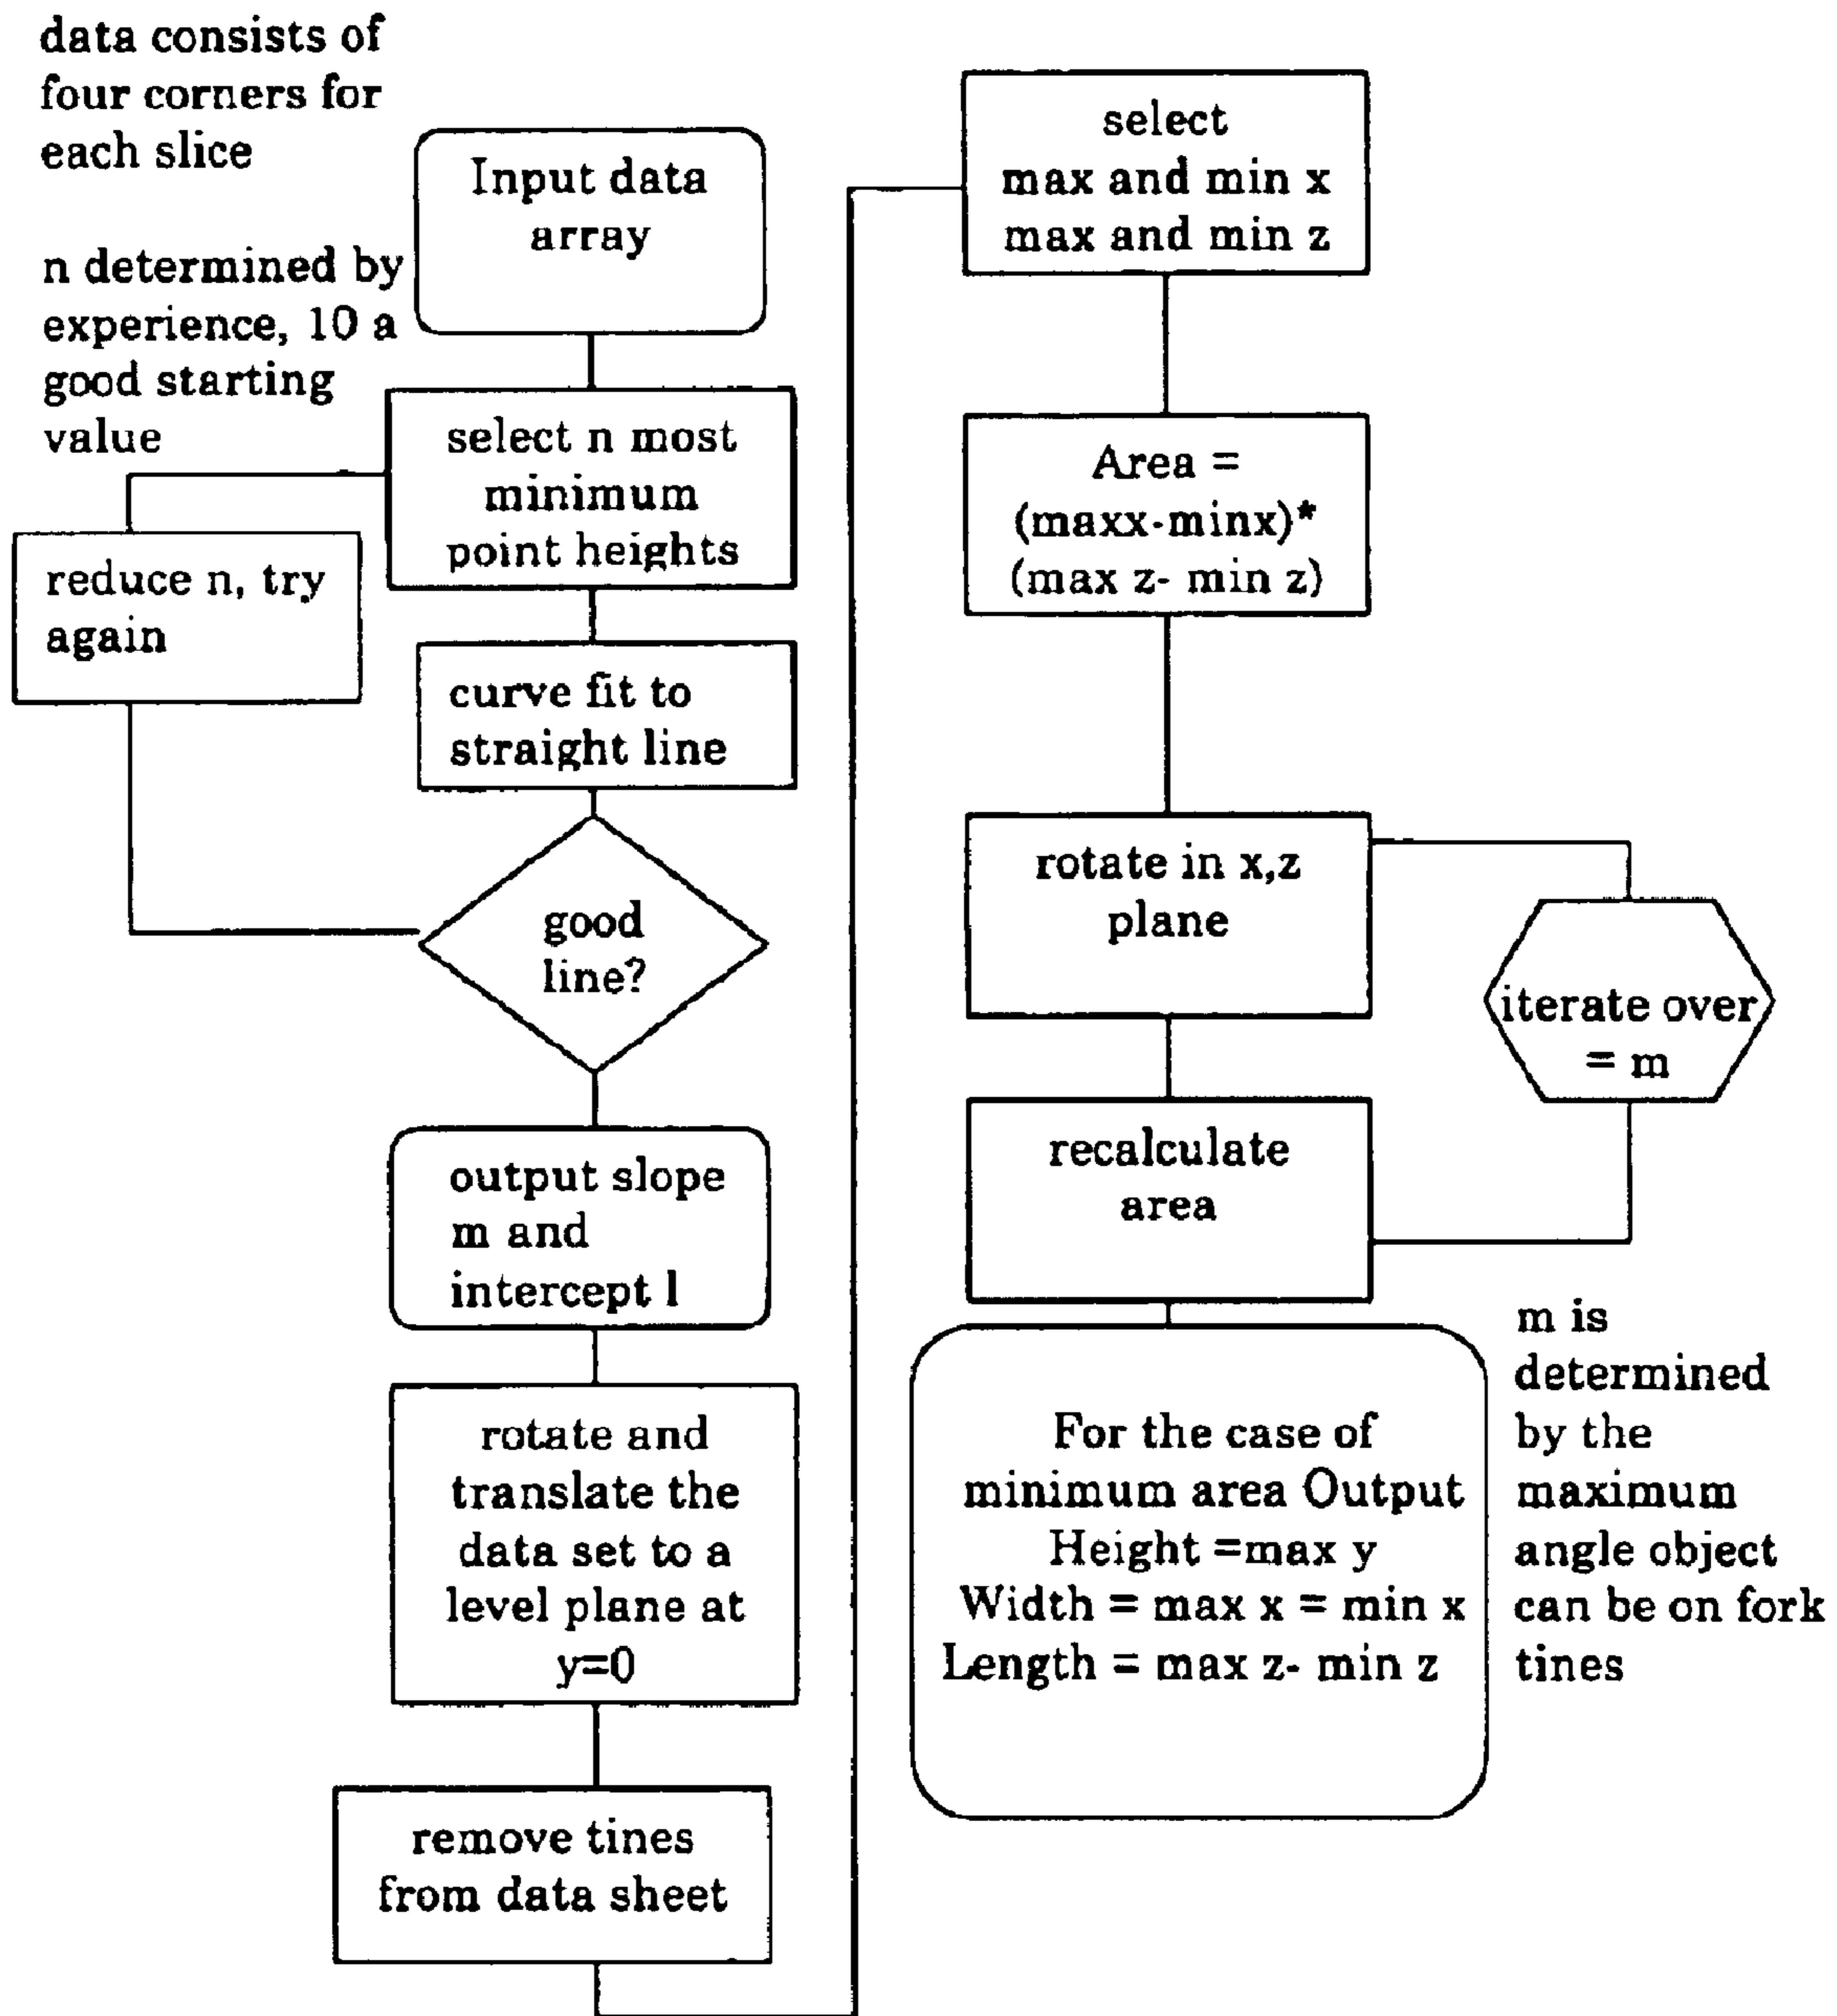 data consists of
four corners for
each slice
n determined by
experience, 10 a
good starting
value
Input data
array
select n most
minimum
point heights
reduce n, try
again
curve fit to
straight line
good
line?
output slope
m and
intercept l
rotate and
translate the
data set to a
level plane at
y=0
remove tines
from data sheet
select
max and min x
max and min z
Area =
(maxx-minx)*
(max z- min z)
rotate in x,z
plane
iterate over
= m
recalculate
area
For the case of
minimum area Output
Height =max y
Width = max x = min x
Length = max z- min z
m is
determined
by the
maximum
angle object
can be on fork
tines